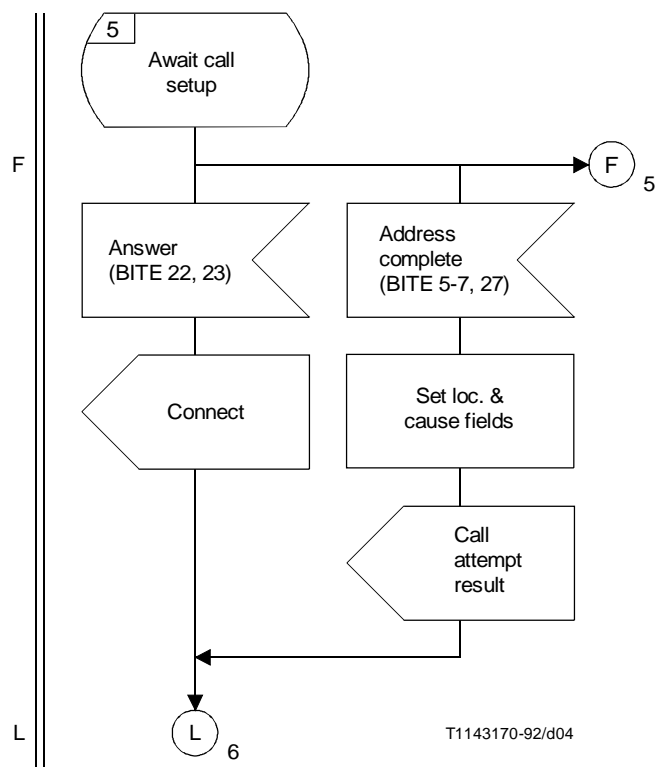 5
Await call
setup
F
F
5
Answer
(BITE 22, 23)
Address
complete
(BITE 5-7, 27)
Connect
Set loc. &
cause fields
Call
attempt
result
L
L
6
T1143170-92/d04